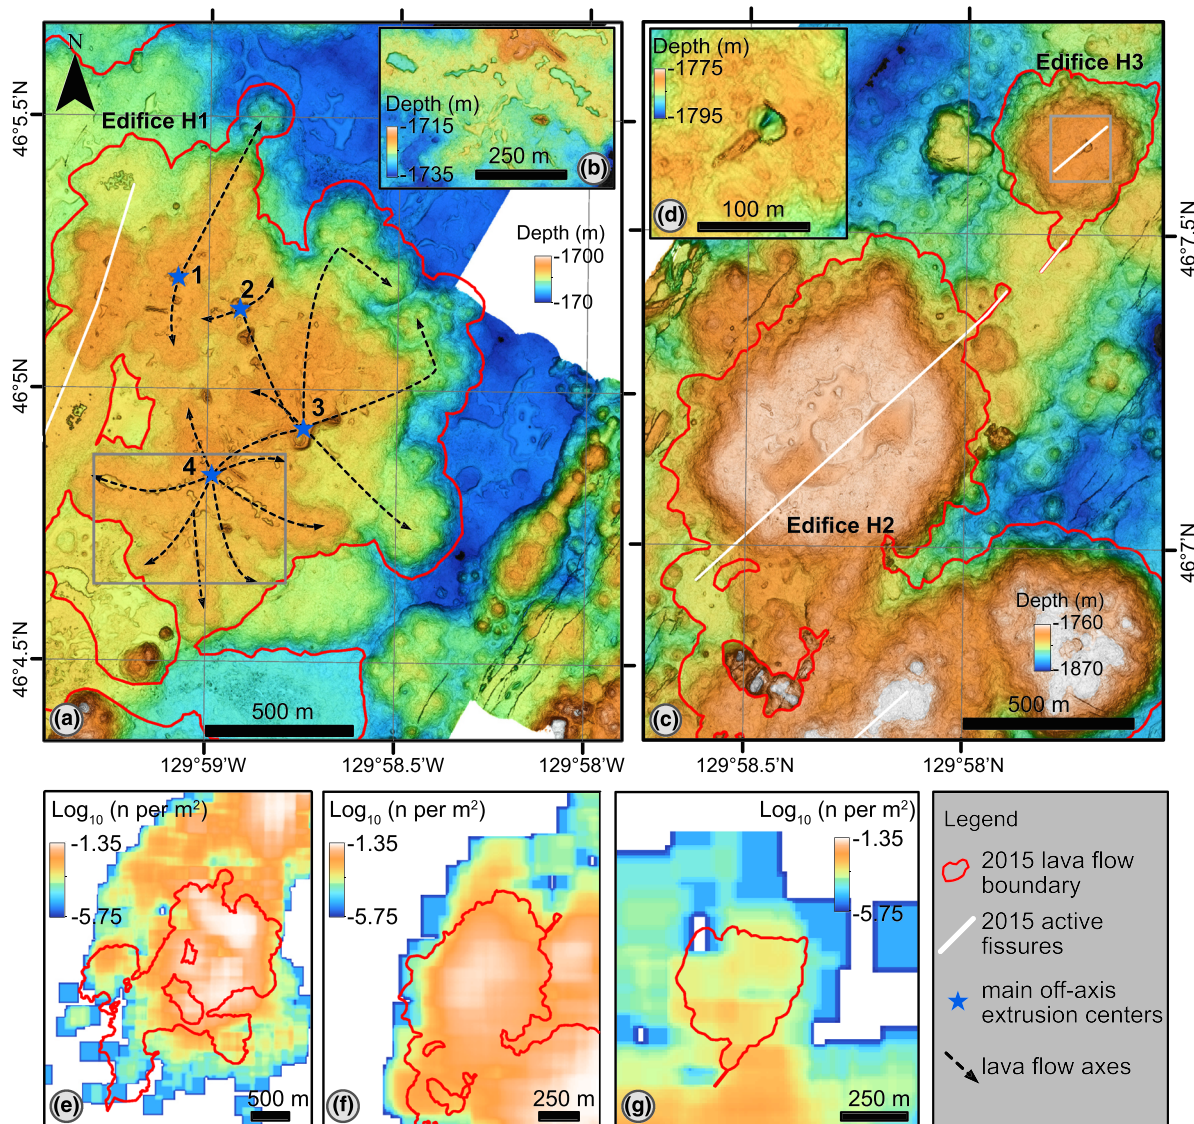 N
Edifice H1
Depth (m)
-1715
-1735
250 m
(b)
Depth (m)
-1700
-170
1
2
3
4
500 m
(a)
46°5.5'N
46°5'N
46°4.5'N
129°59'W
129°58.5'W
129°58'W
Depth (m)
-1775
-1795
100 m
(d)
Edifice H3
Edifice H2
Depth (m)
-1760
-1870
500 m
(c)
46°7.5'N
46°7'N
129°58.5'N
129°58'N
Log10 (n per m²)
-1.35
-5.75
500 m
(e)
Log10 (n per m²)
-1.35
-5.75
250 m
(f)
Log10 (n per m²)
-1.35
-5.75
250 m
(g)
Legend
2015 lava flow
boundary
2015 active
fissures
main off-axis
extrusion centers
lava flow axes